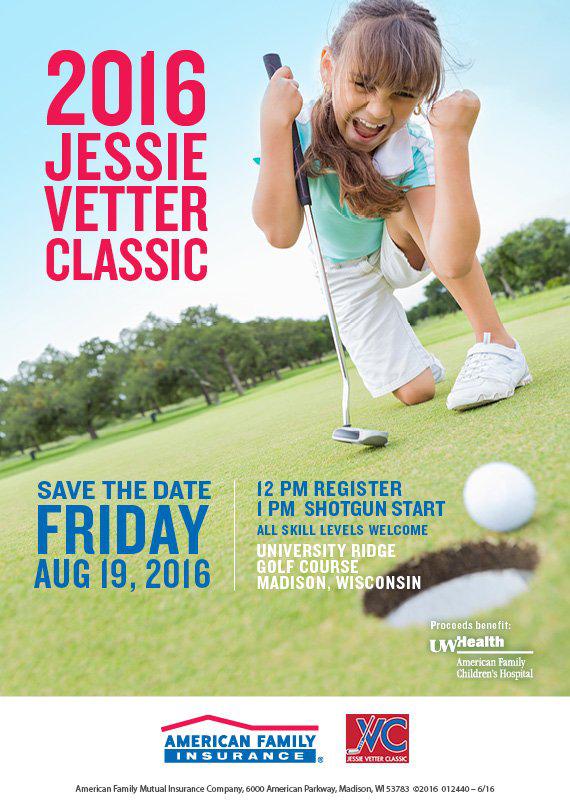 2016
JESSIE
VETTER
CLASSIC
SAVE THE DATE
FRIDAY
AUG 19, 2016
12 PM REGISTER
1 PM SHOTGUN START
ALL SKILL LEVELS WELCOME
UNIVERSITY RIDGE
GOLF COURSE
MADISON, WISCONSIN
Proceeds benefit:
UWHealth
American Family
Children's Hospital
AMERICAN FAMILY
INSURANCE ®
JVC
JESSIE VETTER CLASSIC
American Family Mutual Insurance Company, 6000 American Parkway, Madison, WI 53783 ©2016 012440 – 6/16